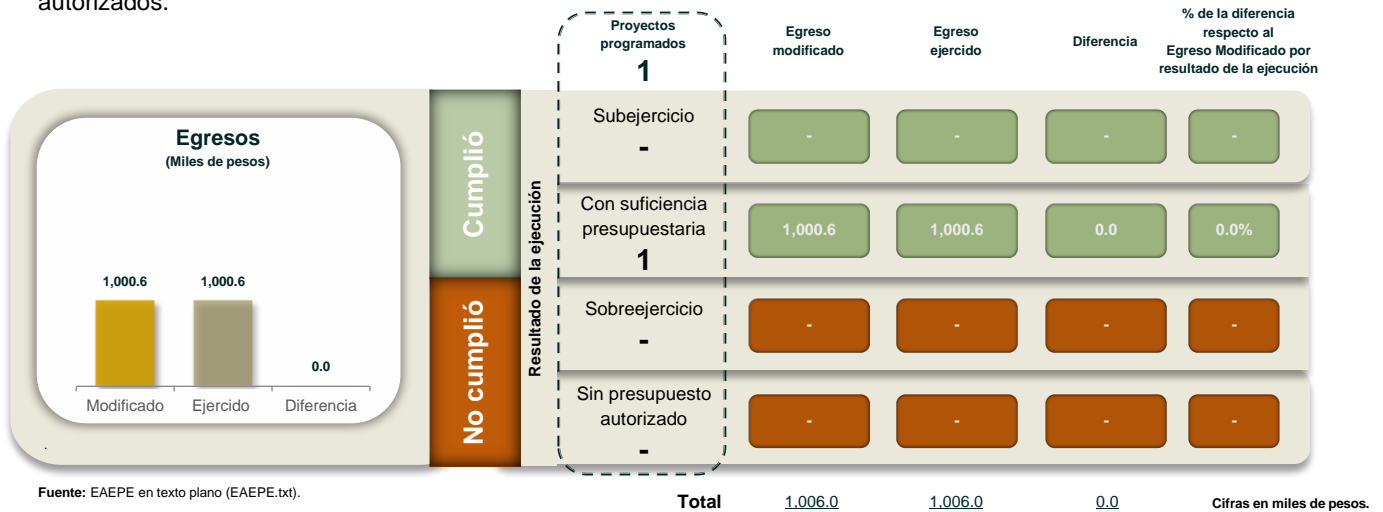 autorizados.
Proyectos
programados
1
Egreso
modificado
Egreso
ejercido
Diferencia
% de la diferencia
respecto al
Egreso Modificado por
resultado de la ejecución
Egresos
(Miles de pesos)
1,000.6
1,000.6
0.0
Modificado
Ejercido
Diferencia
.
Cumplió
No cumplió
Resultado de la ejecución
Subejercicio
-
- - - -
Con suficiencia
presupuestaria
1
1,000.6 1,000.6 0.0 0.0%
Sobreejercicio
-
- - - -
Sin presupuesto
autorizado
-
- - - -
Fuente: EAEPE en texto plano (EAEPE.txt).
Total 1,006.0 1,006.0 0.0 Cifras en miles de pesos.